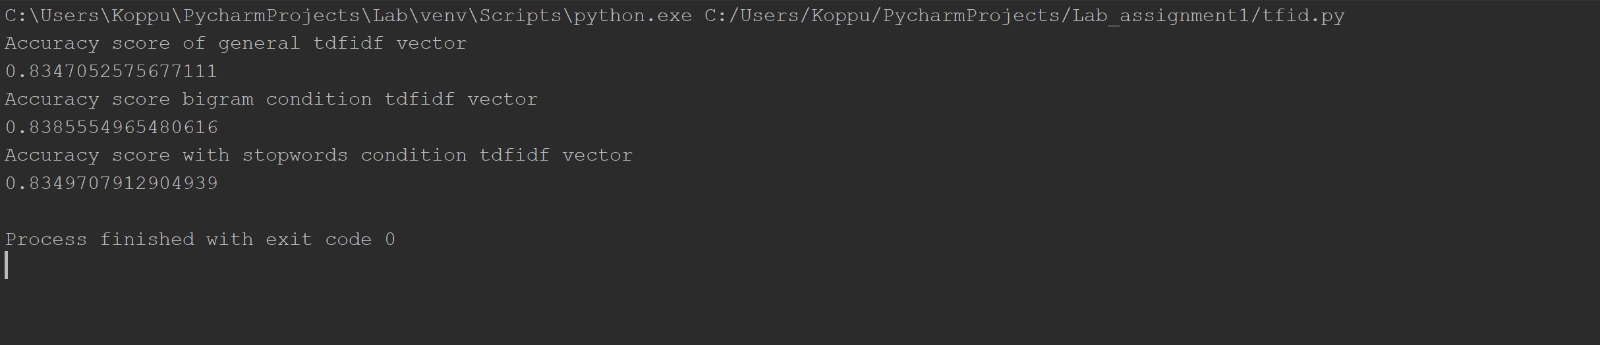 C:\Users\Koppu\PycharmProjects\Lab\venv\Scripts\python.exe C:/Users/Koppu/PycharmProjects/Lab_assignment1/tfid.py
Accuracy score of general tdfidf vector
0.8347052575677111
Accuracy score bigram condition tdfidf vector
0.8385554965480616
Accuracy score with stopwords condition tdfidf vector
0.8349707912904939
Process finished with exit code 0